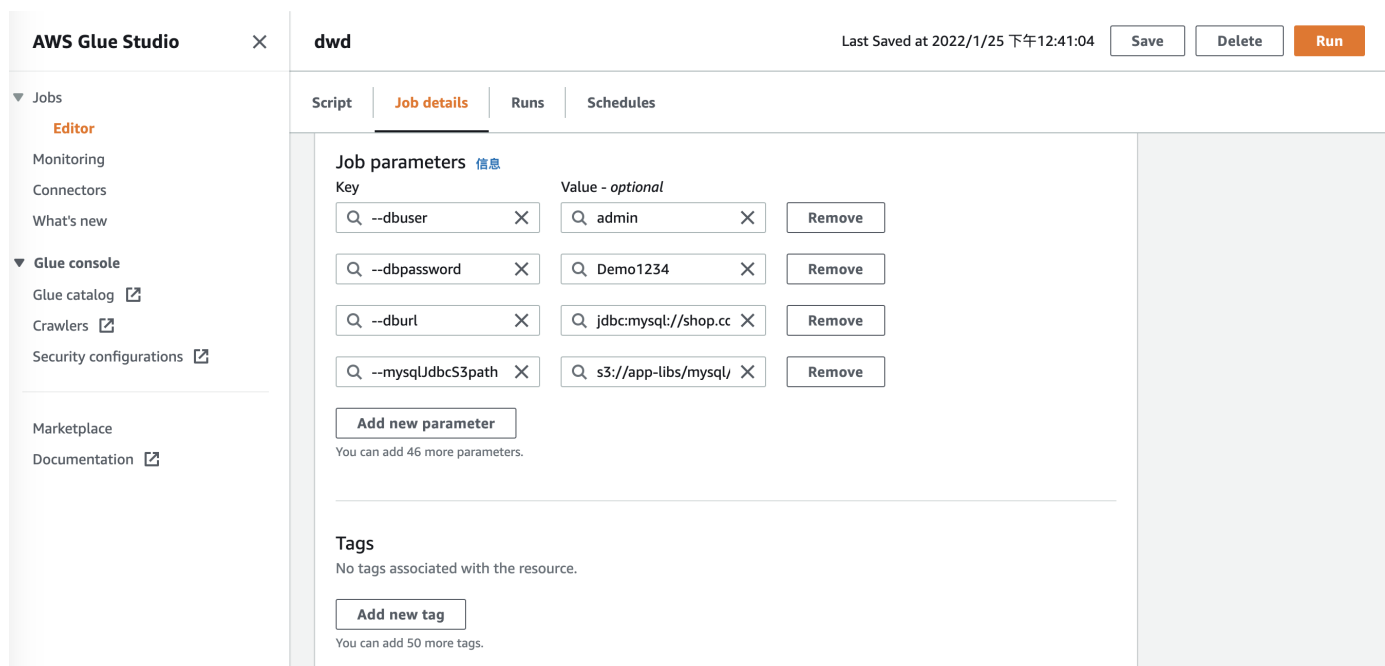 AWS Glue Studio
Jobs
Editor
Monitoring
Connectors
What's new
Glue console
Glue catalog
Crawlers
Security configurations
Marketplace
Documentation
dwd
Last Saved at 2022/1/25 下午12:41:04 Save Delete Run
Script Job details Runs Schedules
Job parameters 信息
Key Value - optional
--dbuser admin Remove
--dbpassword Demo1234 Remove
--dburl jdbc:mysql://shop.cc Remove
--mysqlJdbcS3path s3://app-libs/mysql/ Remove
Add new parameter
You can add 46 more parameters.
Tags
No tags associated with the resource.
Add new tag
You can add 50 more tags.